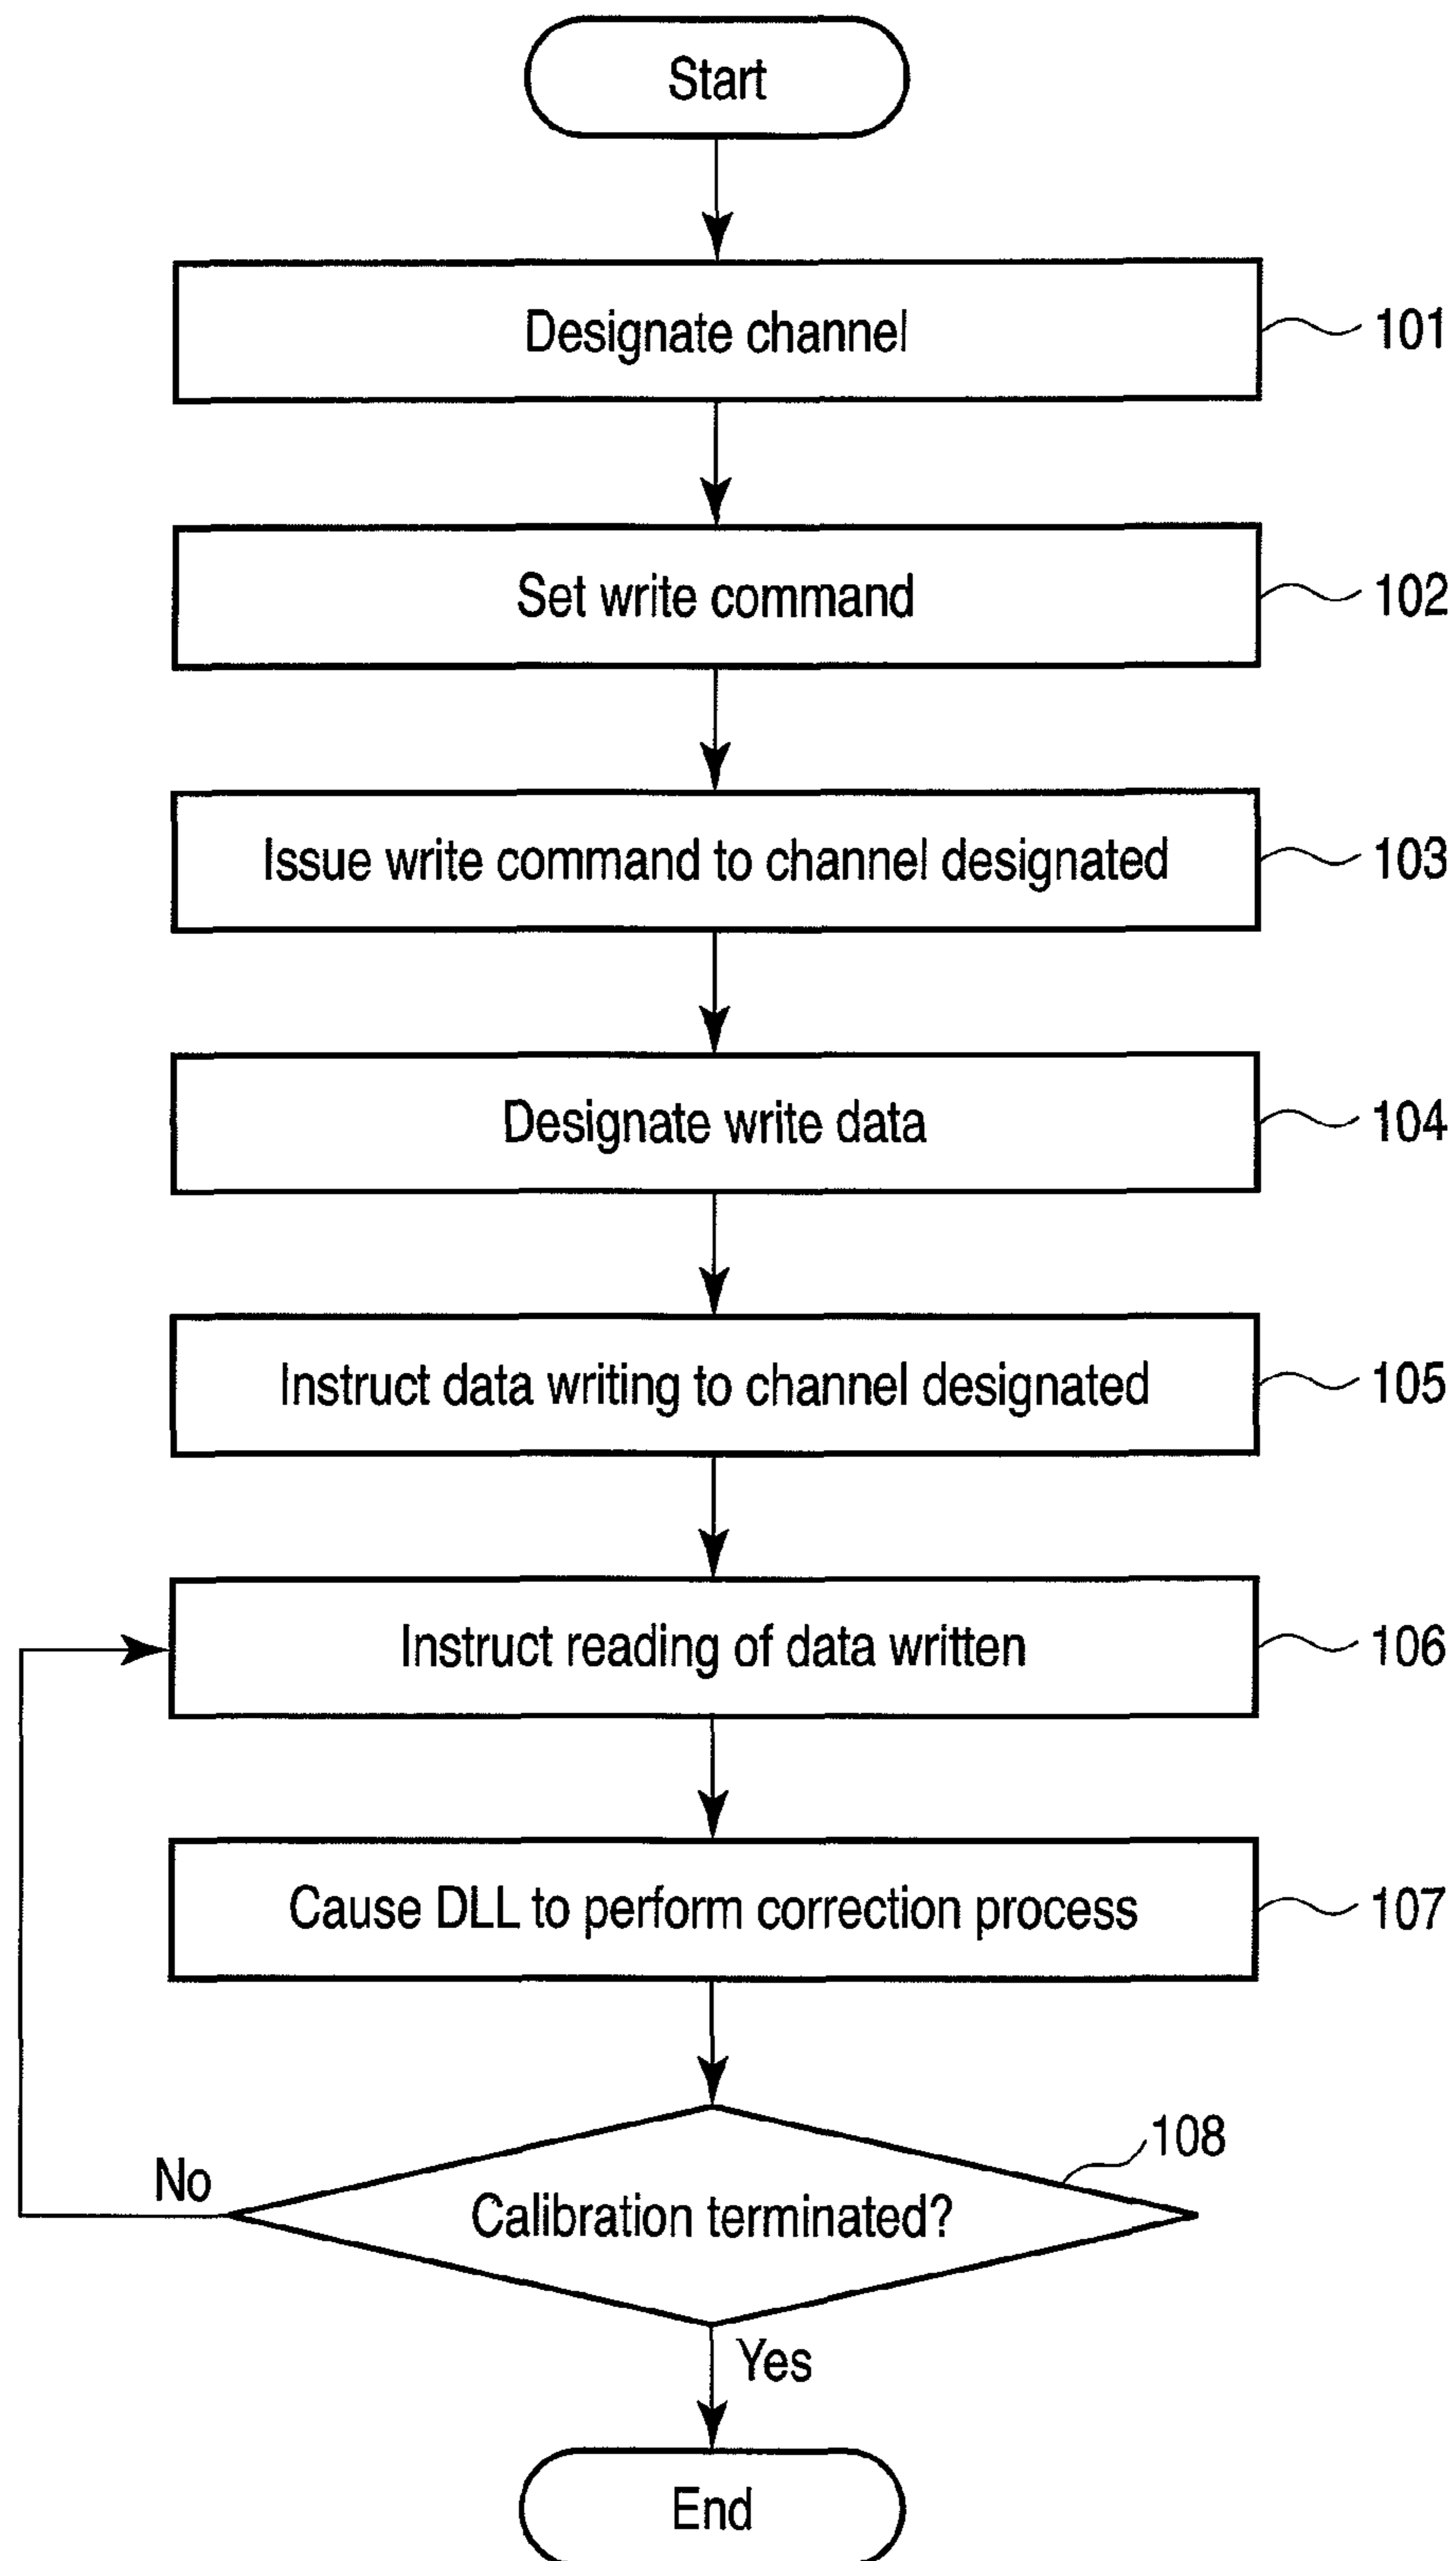 Start
Designate channel
101
Set write command
102
Issue write command to channel designated
103
Designate write data
104
Instruct data writing to channel designated
105
Instruct reading of data written
106
Cause DLL to perform correction process
107
108
No
Calibration terminated?
Yes
End